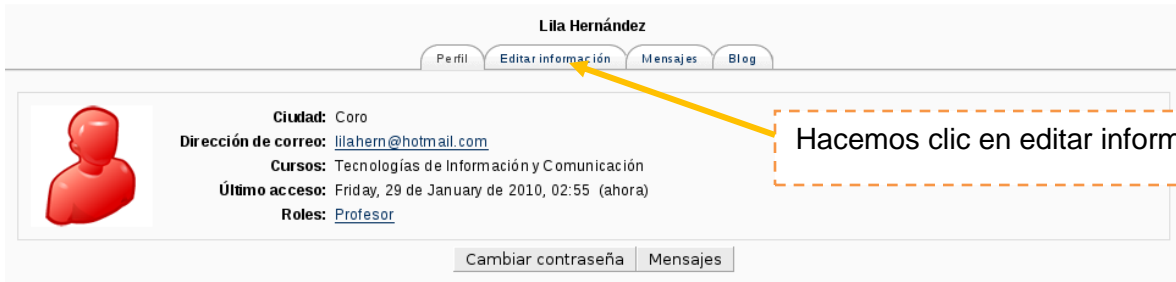 Lila Hernández
Perfil Editar información Mensajes Blog
Ciudad: Coro
Dirección de correo: lilahern@hotmail.com
Cursos: Tecnologías de Información y Comunicación
Último acceso: Friday, 29 de January de 2010, 02:55 (ahora)
Roles: Profesor
Hacemos clic en editar inform
Cambiar contraseña Mensajes